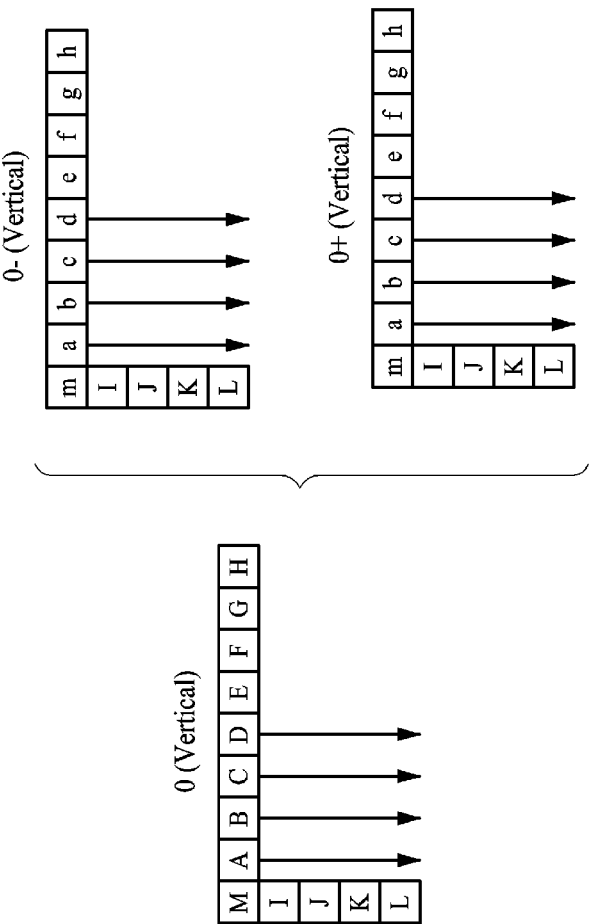 0 (Vertical)
M A B C D E F G H
I
J
K
L
0- (Vertical)
m a b c d e f g h
I
J
K
L
0+ (Vertical)
m a b c d e f g h
I
J
K
L